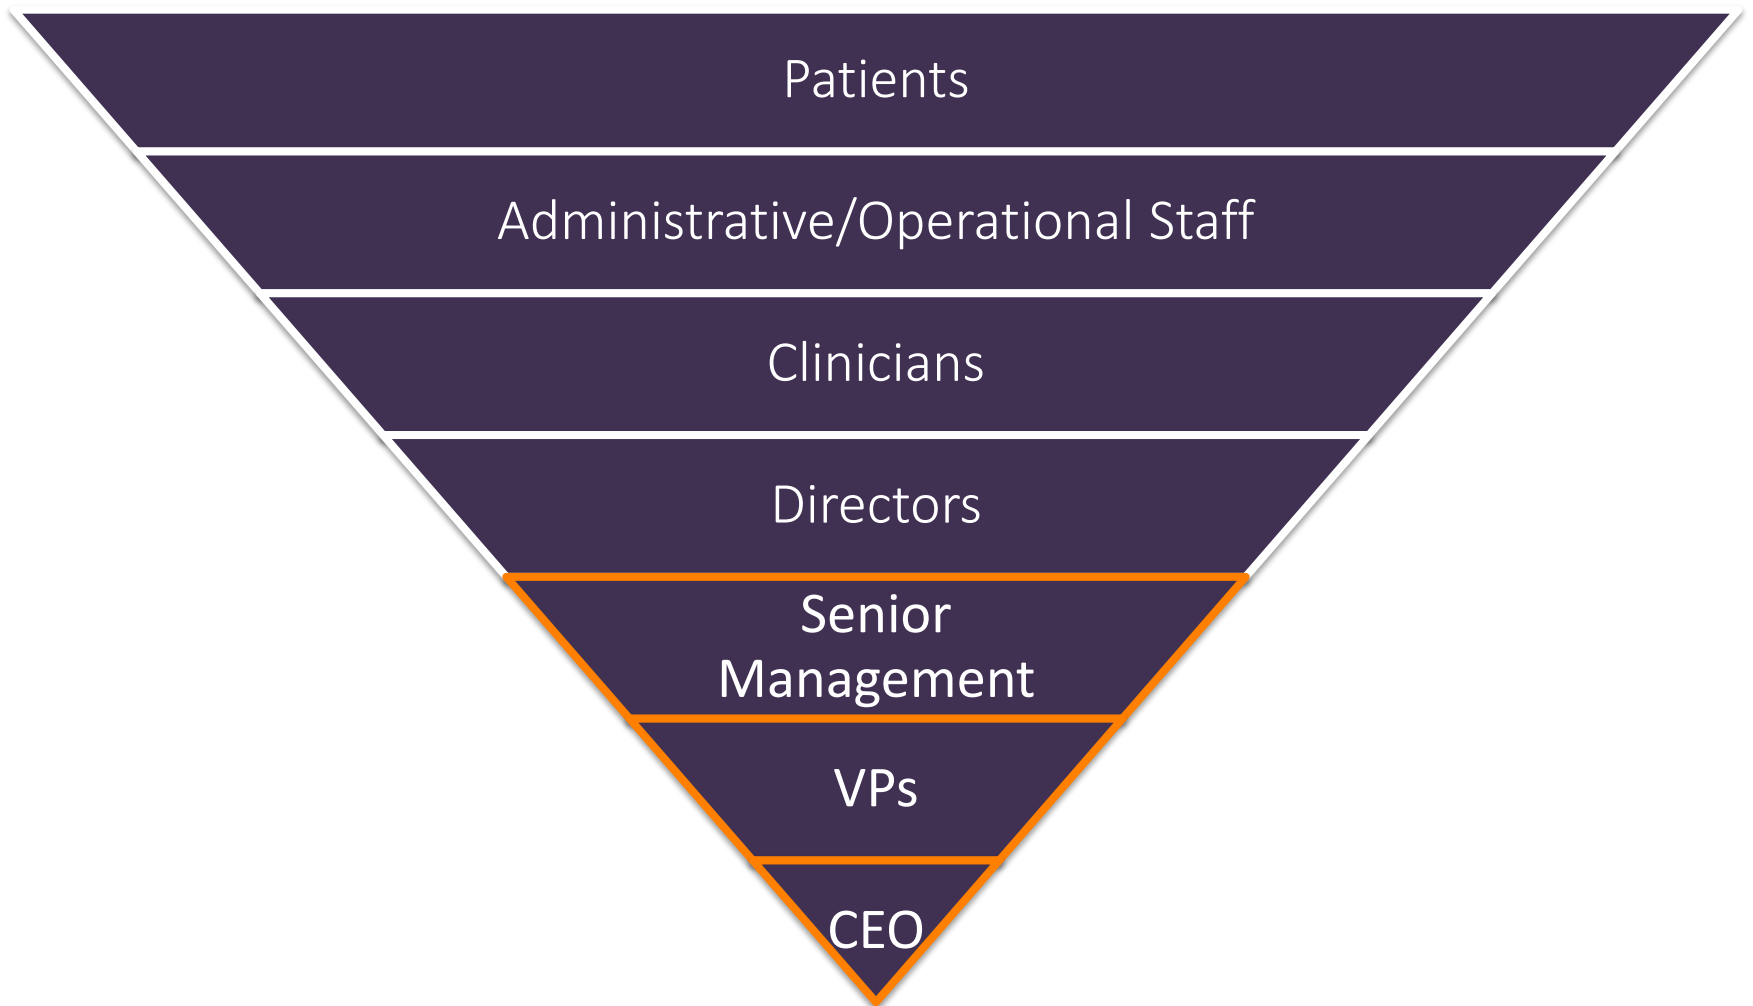 Patients
Administrative/Operational Staff
Clinicians
Directors
Senior
Management
VPs
CEO